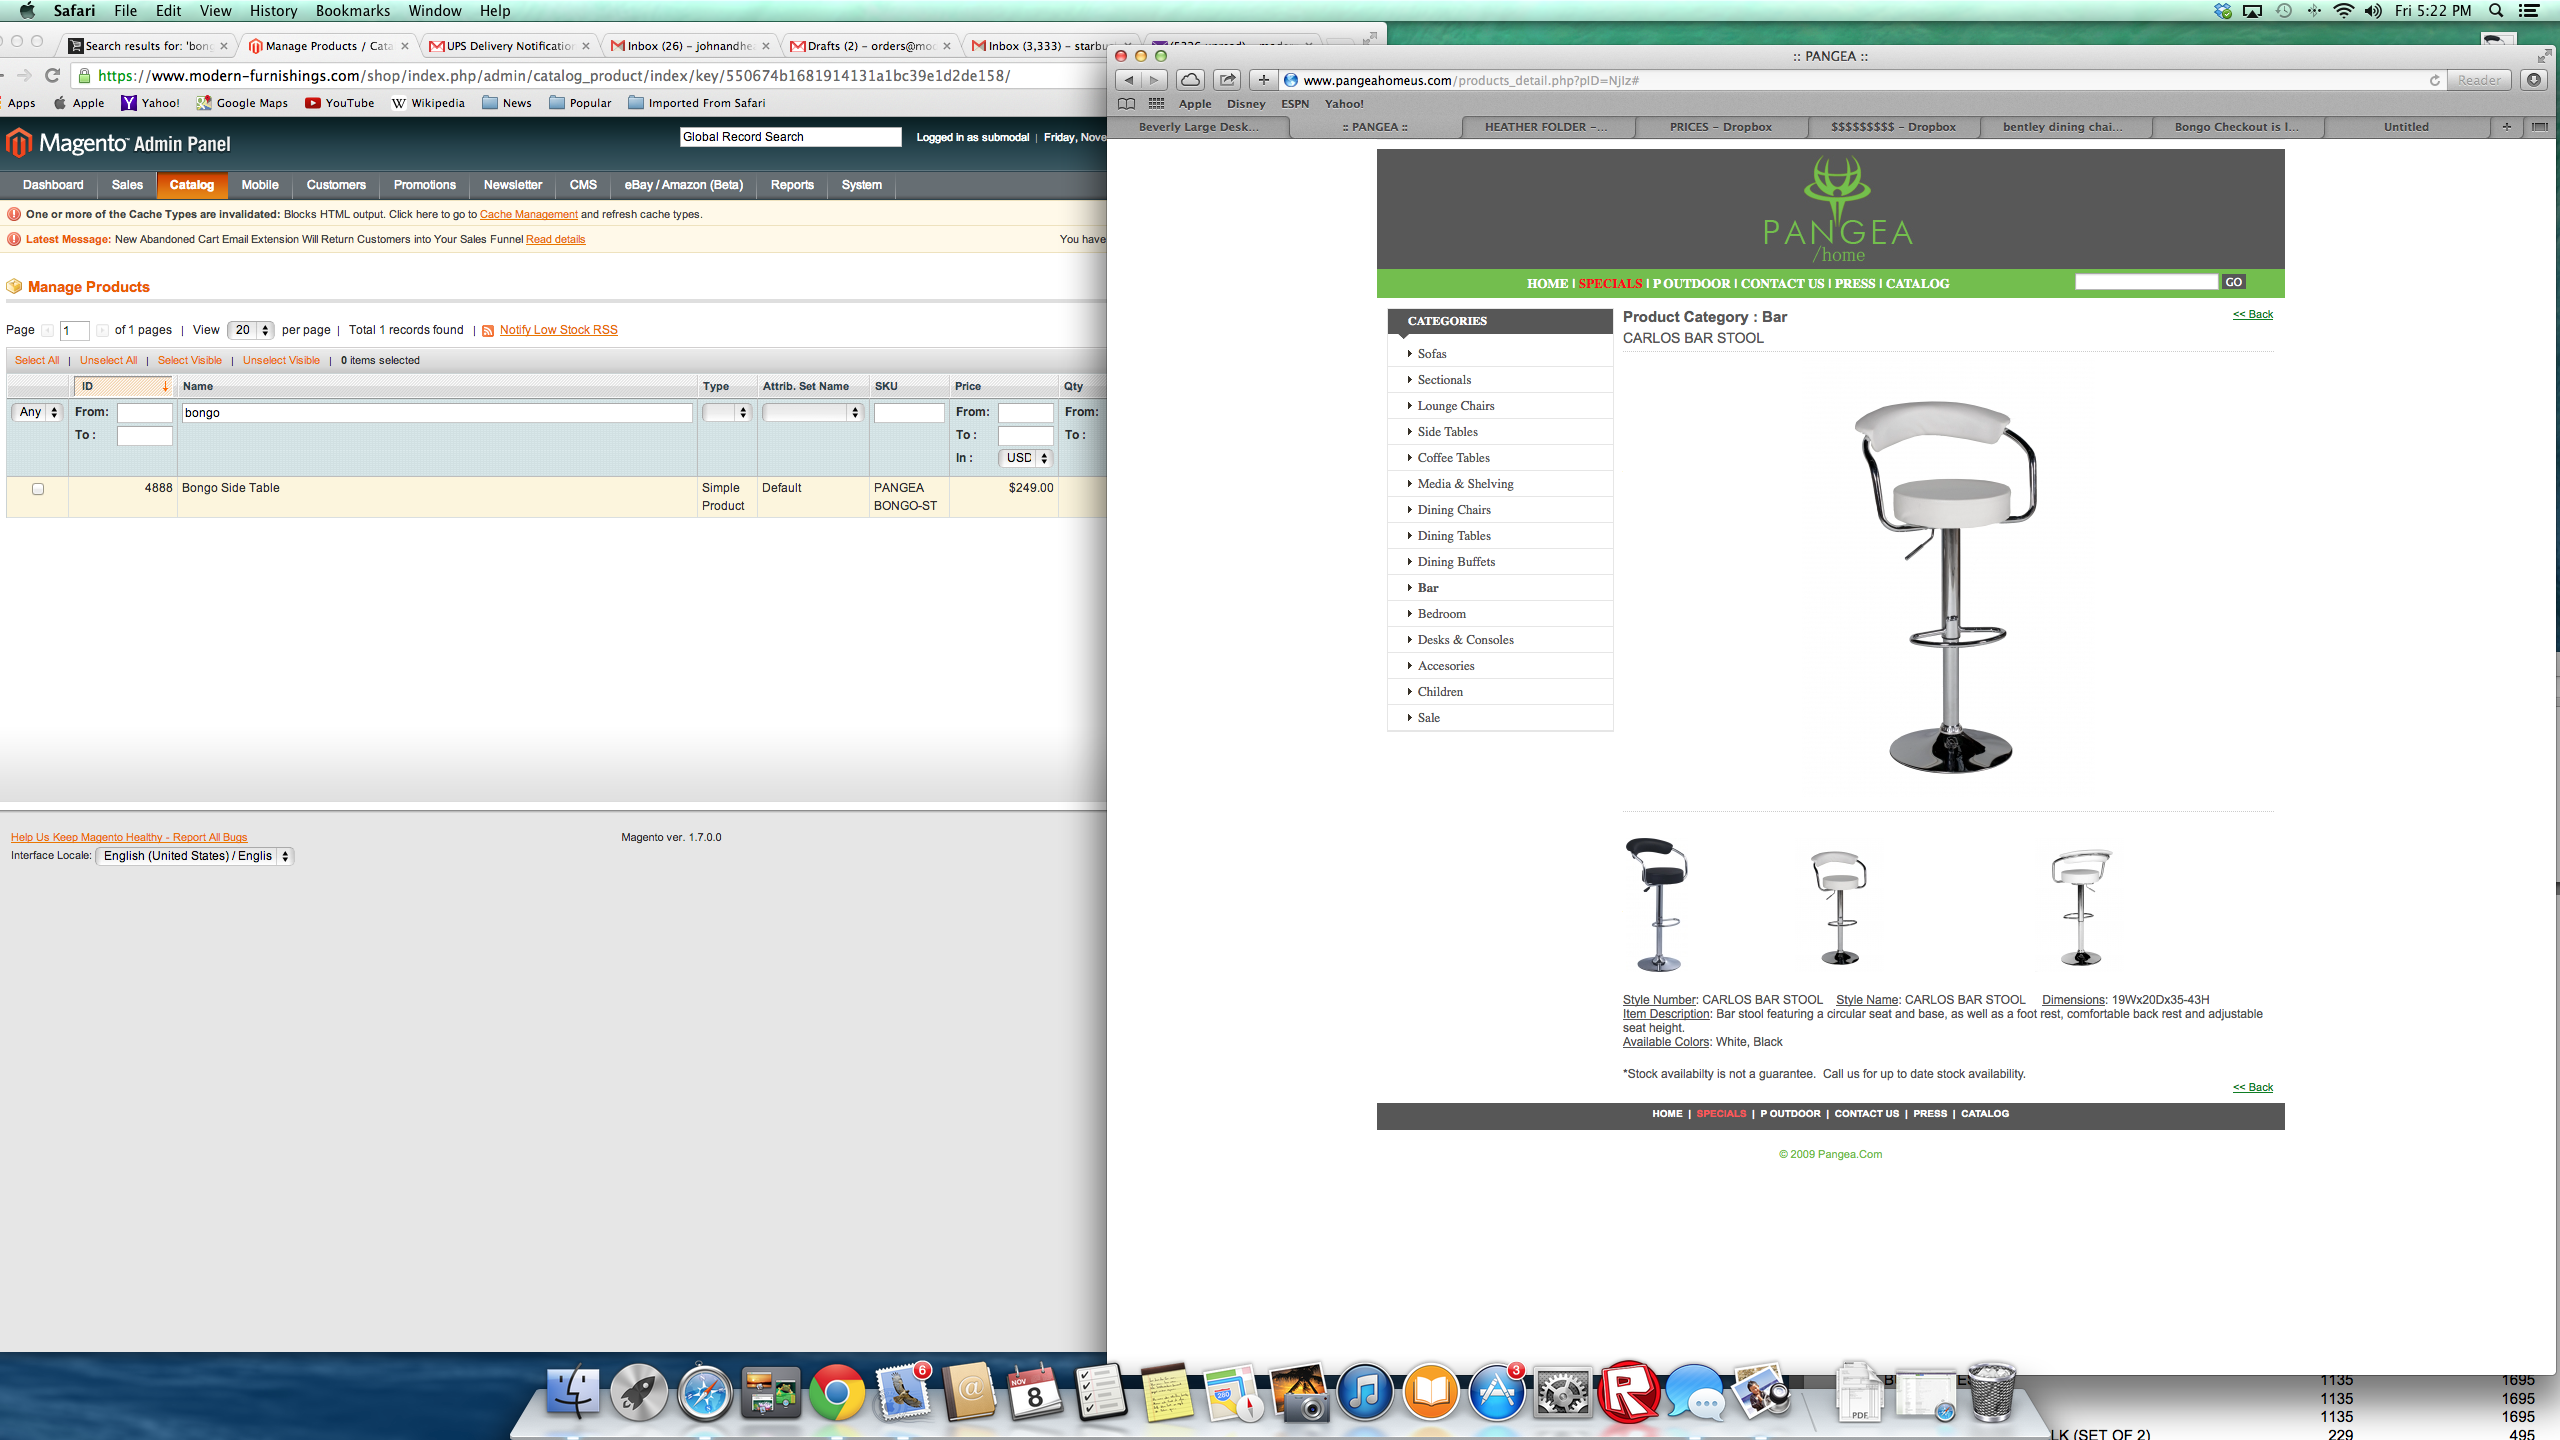 Safari File Edit View History Bookmarks Window Help
Fri 5:22 PM
Search results for: 'bong
Manage Products / Cata
UPS Delivery Notification
Inbox (26) – johnandhe
Drafts (2) – orders@moc
Inbox (3,333) – starbu
https://www.modern-furnishings.com/shop/index.php/admin/catalog_product/index/key/550674b1681914131a1bc39e1d2de158/
Apps Apple Yahoo! Google Maps YouTube Wikipedia News Popular Imported From Safari
Magento Admin Panel
Global Record Search
Logged in as submodal | Friday, Nove
Dashboard Sales Catalog Mobile Customers Promotions Newsletter CMS eBay / Amazon (Beta) Reports System
One or more of the Cache Types are invalidated: Blocks HTML output. Click here to go to Cache Management and refresh cache types.
Latest Message: New Abandoned Cart Email Extension Will Return Customers into Your Sales Funnel Read details
You have
Manage Products
Page 1 of 1 pages | View 20 per page | Total 1 records found | Notify Low Stock RSS
Select All | Unselect All | Select Visible | Unselect Visible | 0 items selected
ID Name Type Attrib. Set Name SKU Price Qty
Any From: bongo From: From:
To : To : To :
In : USD
4888 Bongo Side Table Simple Product Default PANGEA BONGO-ST $249.00
Help Us Keep Magento Healthy - Report All Bugs
Magento ver. 1.7.0.0
Interface Locale: English (United States) / Englis
:: PANGEA ::
www.pangeahomeus.com/products_detail.php?pID=NjIz#
Reader
Apple Disney ESPN Yahoo!
Beverly Large Desk...
:: PANGEA ::
HEATHER FOLDER –...
PRICES – Dropbox
$$$$$$$$$ – Dropbox
bentley dining chai...
Bongo Checkout is l...
Untitled
PANGEA
/home
HOME | SPECIALS | P OUTDOOR | CONTACT US | PRESS | CATALOG
GO
CATEGORIES
Sofas
Sectionals
Lounge Chairs
Side Tables
Coffee Tables
Media & Shelving
Dining Chairs
Dining Tables
Dining Buffets
Bar
Bedroom
Desks & Consoles
Accesories
Children
Sale
Product Category : Bar
<< Back
CARLOS BAR STOOL
Style Number: CARLOS BAR STOOL Style Name: CARLOS BAR STOOL Dimensions: 19Wx20Dx35-43H
Item Description: Bar stool featuring a circular seat and base, as well as a foot rest, comfortable back rest and adjustable
seat height.
Available Colors: White, Black
*Stock availabilty is not a guarantee. Call us for up to date stock availability.
<< Back
HOME | SPECIALS | P OUTDOOR | CONTACT US | PRESS | CATALOG
© 2009 Pangea.Com
6
NOV
8
280
3
PDF
1135 1695
1135 1695
1135 1695
LK (SET OF 2) 229 495